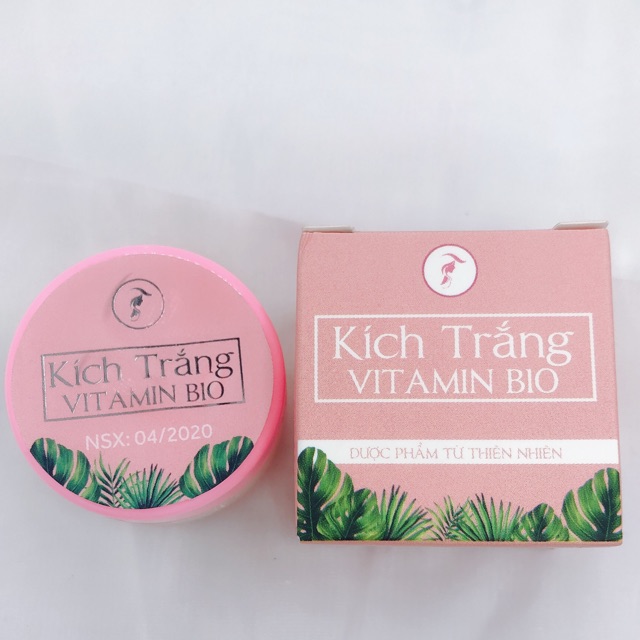 Kích Trắng
VITAMIN BIO
NSX: 04/2020
Kích Trắng
VITAMIN BIO
DƯỢC PHẨM TỪ THIÊN NHIÊN